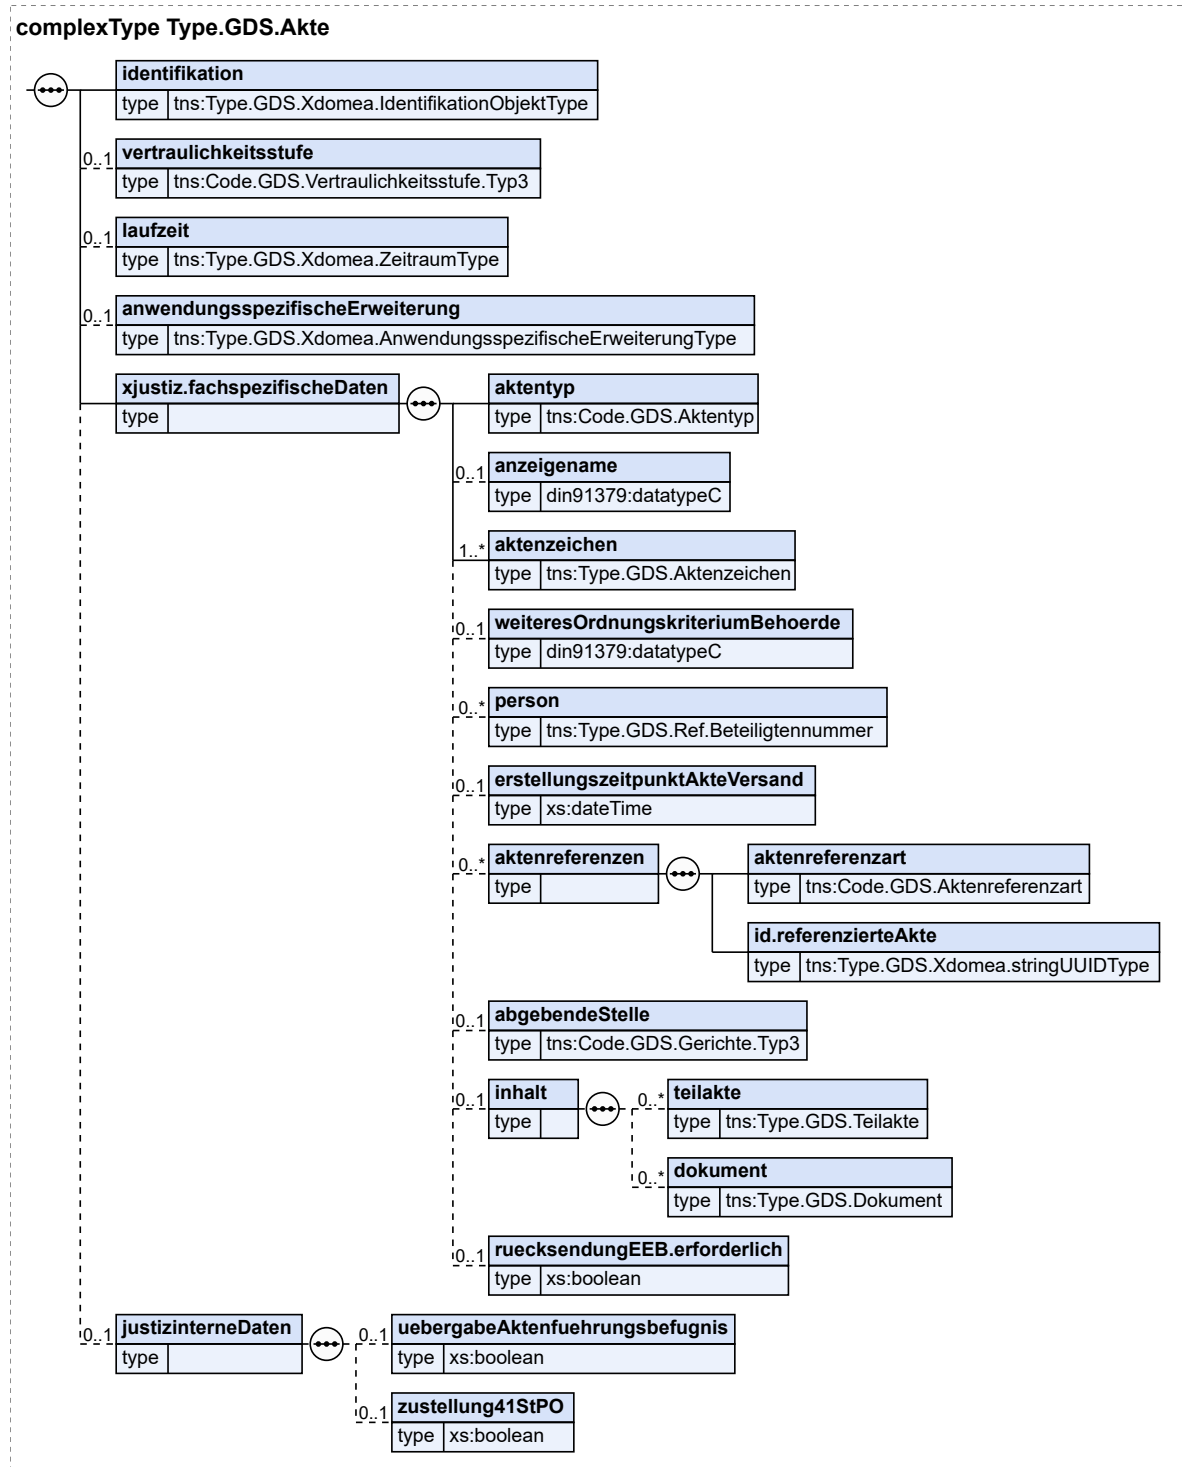 complexType Type.GDS.Akte
identifikation
type tns:Type.GDS.Xdomea.IdentifikationObjektType
0..1 vertraulichkeitsstufe
type tns:Code.GDS.Vertraulichkeitsstufe.Typ3
0..1 laufzeit
type tns:Type.GDS.Xdomea.ZeitraumType
0..1 anwendungsspezifischeErweiterung
type tns:Type.GDS.Xdomea.AnwendungsspezifischeErweiterungType
xjustiz.fachspezifischeDaten
type
aktentyp
type tns:Code.GDS.Aktentyp
0..1 anzeigename
type din91379:datatypeC
1..* aktenzeichen
type tns:Type.GDS.Aktenzeichen
0..1 weiteresOrdnungskriteriumBehoerde
type din91379:datatypeC
0..* person
type tns:Type.GDS.Ref.Beteiligtennummer
0..1 erstellungszeitpunktAkteVersand
type xs:dateTime
0..* aktenreferenzen
type
aktenreferenzart
type tns:Code.GDS.Aktenreferenzart
id.referenzierteAkte
type tns:Type.GDS.Xdomea.stringUUIDType
0..1 abgebendeStelle
type tns:Code.GDS.Gerichte.Typ3
0..1 inhalt
type
0..* teilakte
type tns:Type.GDS.Teilakte
0..* dokument
type tns:Type.GDS.Dokument
0..1 ruecksendungEEB.erforderlich
type xs:boolean
0..1 justizinterneDaten
type
0..1 uebergabeAktenfuehrungsbefugnis
type xs:boolean
0..1 zustellung41StPO
type xs:boolean